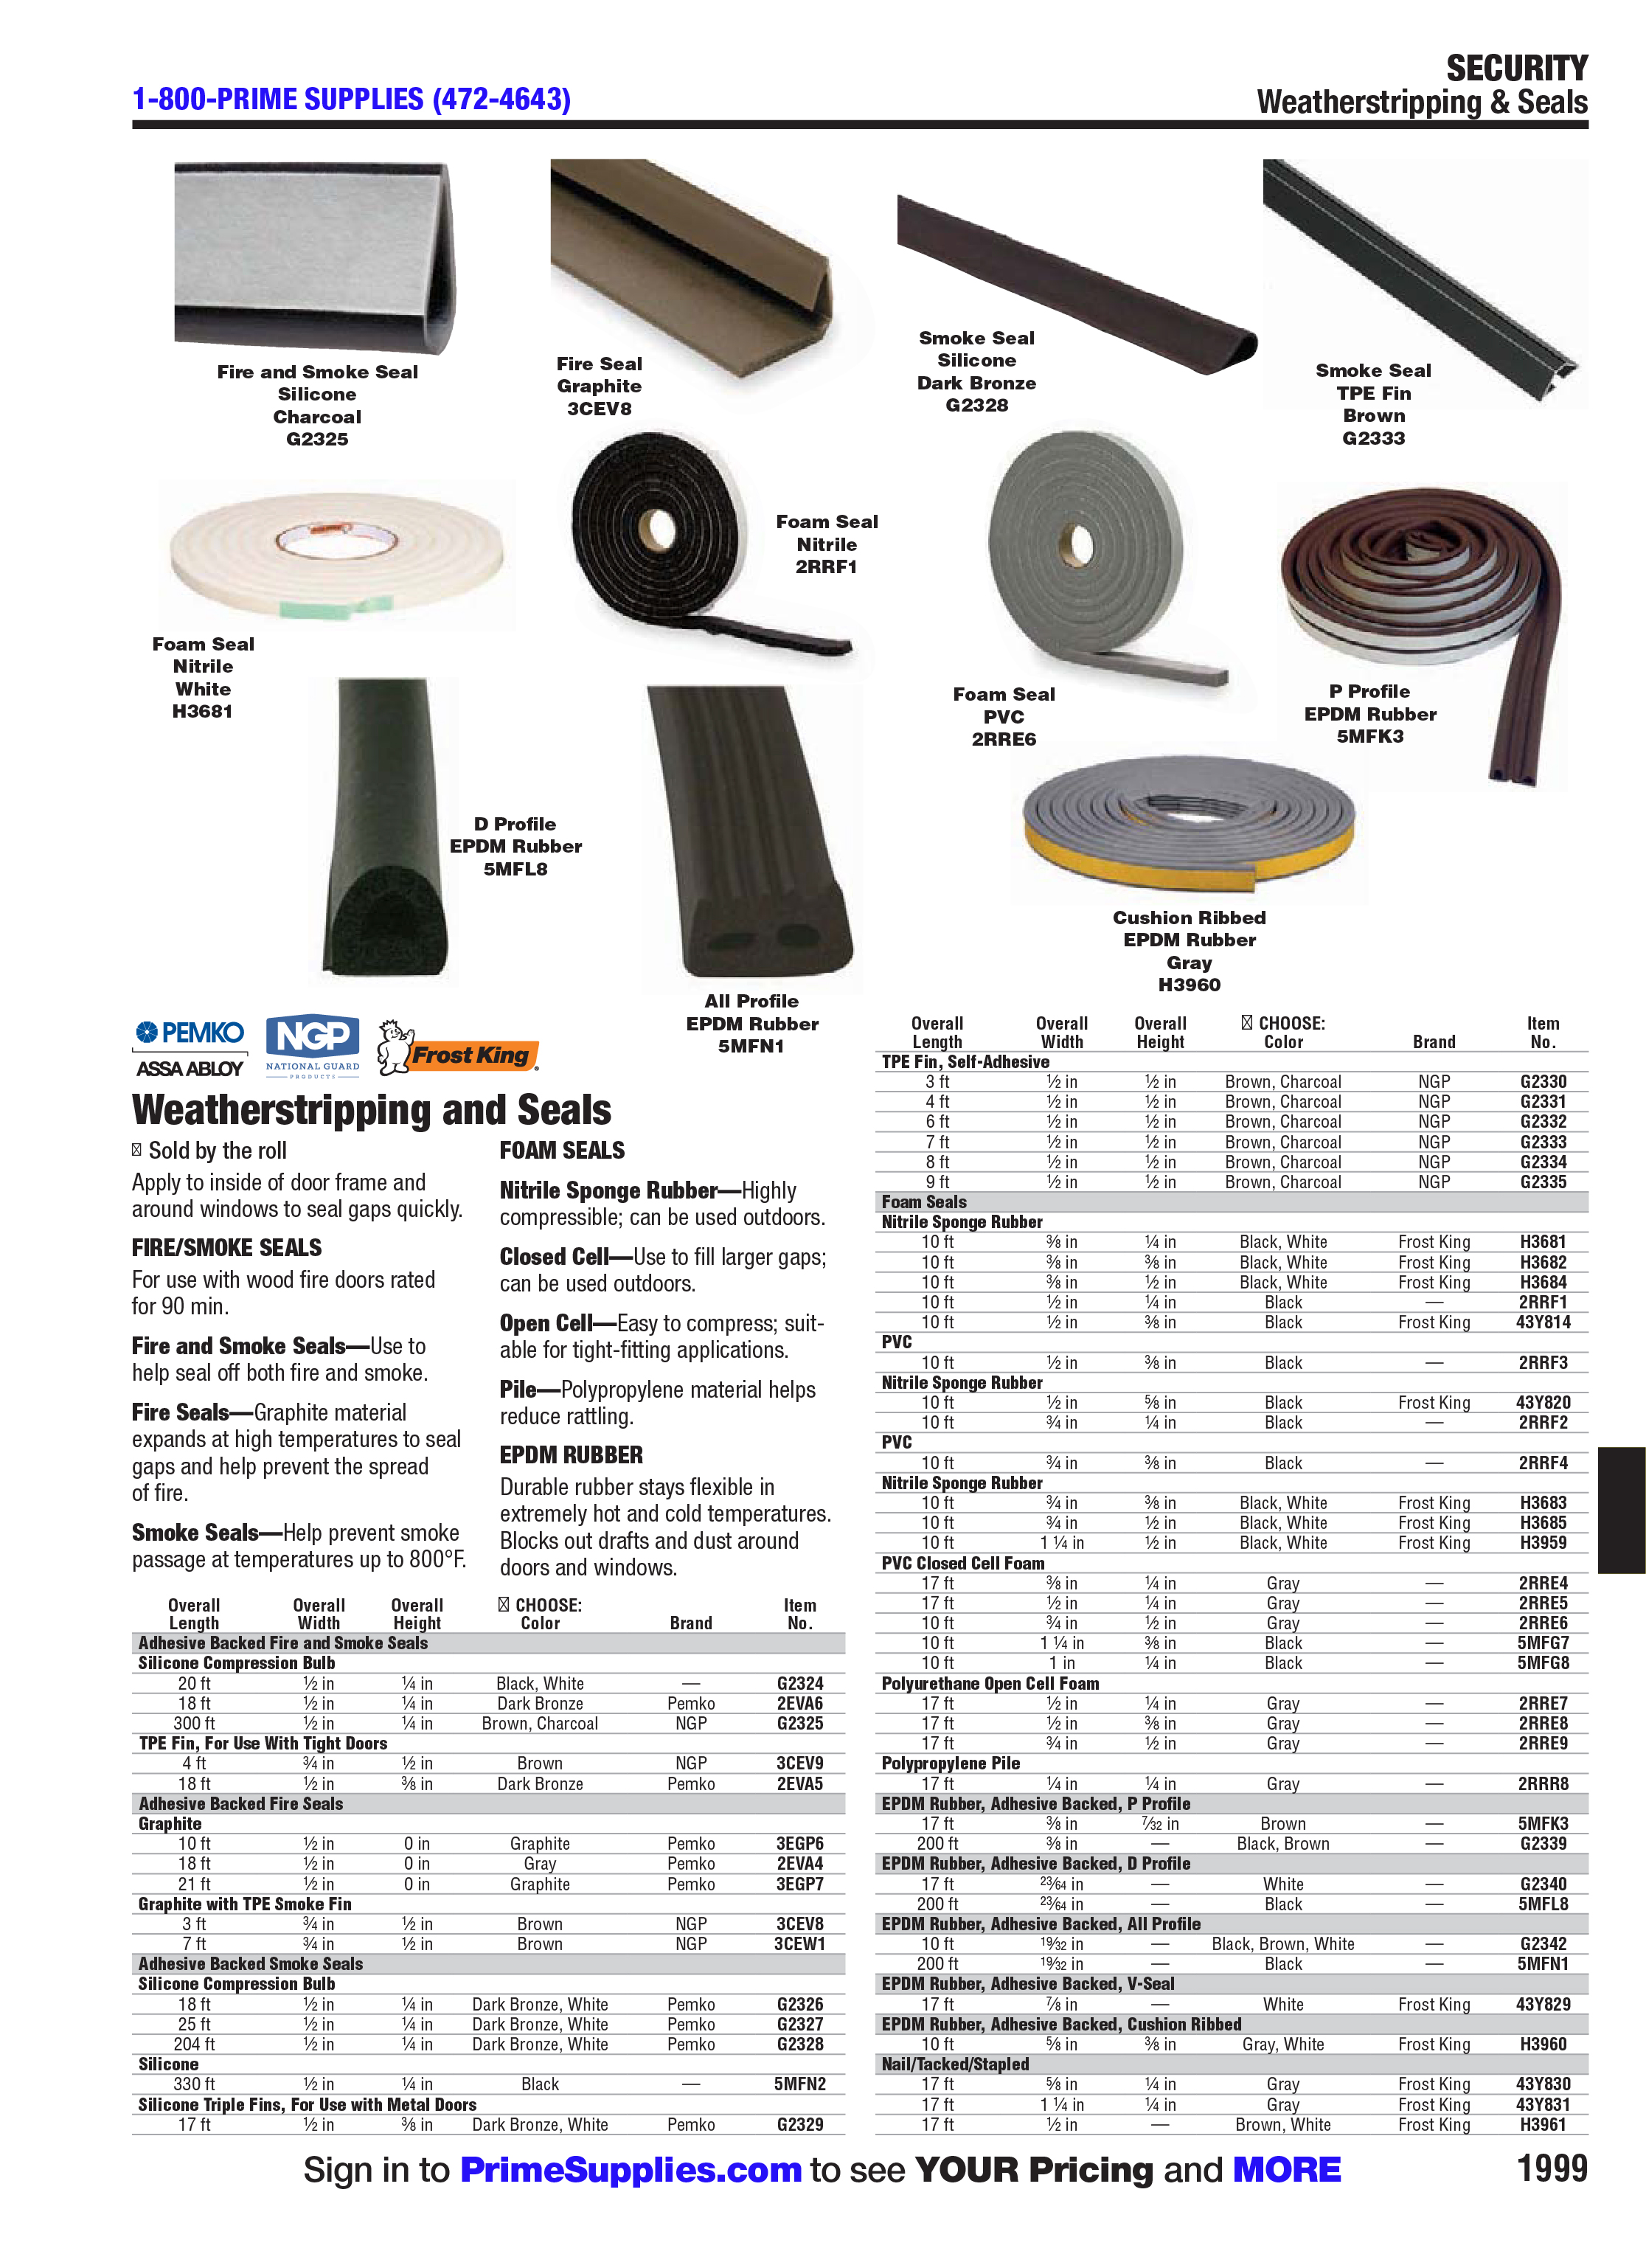 1-800-PRIME SUPPLIES (472-4643)
SECURITY
Weatherstripping & Seals
Fire and Smoke Seal
Silicone
Charcoal
G2325
Fire Seal
Graphite
3CEV8
Smoke Seal
Silicone
Dark Bronze
G2328
Smoke Seal
TPE Fin
Brown
G2333
Foam Seal
Nitrile
White
H3681
Foam Seal
Nitrile
2RRF1
Foam Seal
PVC
2RRE6
P Profile
EPDM Rubber
5MFK3
D Profile
EPDM Rubber
5MFL8
All Profile
EPDM Rubber
5MFN1
Cushion Ribbed
EPDM Rubber
Gray
H3960
PEMKO
ASSA ABLOY
NGP
NATIONAL GUARD
PRODUCTS
Frost King
Weatherstripping and Seals
Sold by the roll
Apply to inside of door frame and
around windows to seal gaps quickly.
FIRE/SMOKE SEALS
For use with wood fire doors rated
for 90 min.
Fire and Smoke Seals—Use to
help seal off both fire and smoke.
Fire Seals—Graphite material
expands at high temperatures to seal
gaps and help prevent the spread
of fire.
Smoke Seals—Help prevent smoke
passage at temperatures up to 800°F.
FOAM SEALS
Nitrile Sponge Rubber—Highly
compressible; can be used outdoors.
Closed Cell—Use to fill larger gaps;
can be used outdoors.
Open Cell—Easy to compress; suit-
able for tight-fitting applications.
Pile—Polypropylene material helps
reduce rattling.
EPDM RUBBER
Durable rubber stays flexible in
extremely hot and cold temperatures.
Blocks out drafts and dust around
doors and windows.
Overall Overall Overall CHOOSE: Item
Length Width Height Color Brand No.
Adhesive Backed Fire and Smoke Seals
Silicone Compression Bulb
20 ft ½ in ¼ in Black, White — G2324
18 ft ½ in ¼ in Dark Bronze Pemko 2EVA6
300 ft ½ in ¼ in Brown, Charcoal NGP G2325
TPE Fin, For Use With Tight Doors
4 ft ¾ in ½ in Brown NGP 3CEV9
18 ft ½ in ⅜ in Dark Bronze Pemko 2EVA5
Adhesive Backed Fire Seals
Graphite
10 ft ½ in 0 in Graphite Pemko 3EGP6
18 ft ½ in 0 in Gray Pemko 2EVA4
21 ft ½ in 0 in Graphite Pemko 3EGP7
Graphite with TPE Smoke Fin
3 ft ¾ in ½ in Brown NGP 3CEV8
7 ft ¾ in ½ in Brown NGP 3CEW1
Adhesive Backed Smoke Seals
Silicone Compression Bulb
18 ft ½ in ¼ in Dark Bronze, White Pemko G2326
25 ft ½ in ¼ in Dark Bronze, White Pemko G2327
204 ft ½ in ¼ in Dark Bronze, White Pemko G2328
Silicone
330 ft ½ in ¼ in Black — 5MFN2
Silicone Triple Fins, For Use with Metal Doors
17 ft ½ in ⅜ in Dark Bronze, White Pemko G2329
Overall Overall Overall CHOOSE: Item
Length Width Height Color Brand No.
TPE Fin, Self-Adhesive
3 ft ½ in ½ in Brown, Charcoal NGP G2330
4 ft ½ in ½ in Brown, Charcoal NGP G2331
6 ft ½ in ½ in Brown, Charcoal NGP G2332
7 ft ½ in ½ in Brown, Charcoal NGP G2333
8 ft ½ in ½ in Brown, Charcoal NGP G2334
9 ft ½ in ½ in Brown, Charcoal NGP G2335
Foam Seals
Nitrile Sponge Rubber
10 ft ⅜ in ¼ in Black, White Frost King H3681
10 ft ⅜ in ⅜ in Black, White Frost King H3682
10 ft ⅜ in ½ in Black, White Frost King H3684
10 ft ½ in ¼ in Black — 2RRF1
10 ft ½ in ⅜ in Black Frost King 43Y814
PVC
10 ft ½ in ⅜ in Black — 2RRF3
Nitrile Sponge Rubber
10 ft ½ in ⅝ in Black Frost King 43Y820
10 ft ¾ in ¼ in Black — 2RRF2
PVC
10 ft ¾ in ⅜ in Black — 2RRF4
Nitrile Sponge Rubber
10 ft ¾ in ⅜ in Black, White Frost King H3683
10 ft ¾ in ½ in Black, White Frost King H3685
10 ft 1 ¼ in ½ in Black, White Frost King H3959
PVC Closed Cell Foam
17 ft ⅜ in ¼ in Gray — 2RRE4
17 ft ½ in ¼ in Gray — 2RRE5
10 ft ¾ in ½ in Gray — 2RRE6
10 ft 1 ¼ in ⅜ in Black — 5MFG7
10 ft 1 in ¼ in Black — 5MFG8
Polyurethane Open Cell Foam
17 ft ½ in ¼ in Gray — 2RRE7
17 ft ½ in ⅜ in Gray — 2RRE8
17 ft ¾ in ½ in Gray — 2RRE9
Polypropylene Pile
17 ft ¼ in ¼ in Gray — 2RRR8
EPDM Rubber, Adhesive Backed, P Profile
17 ft ⅜ in 7⁄32 in Brown — 5MFK3
200 ft ⅜ in — Black, Brown — G2339
EPDM Rubber, Adhesive Backed, D Profile
17 ft 23⁄64 in — White — G2340
200 ft 23⁄64 in — Black — 5MFL8
EPDM Rubber, Adhesive Backed, All Profile
10 ft 19⁄32 in — Black, Brown, White — G2342
200 ft 19⁄32 in — Black — 5MFN1
EPDM Rubber, Adhesive Backed, V-Seal
17 ft ⅞ in — White Frost King 43Y829
EPDM Rubber, Adhesive Backed, Cushion Ribbed
10 ft ⅝ in ⅜ in Gray, White Frost King H3960
Nail/Tacked/Stapled
17 ft ⅝ in ¼ in Gray Frost King 43Y830
17 ft 1 ¼ in ¼ in Gray Frost King 43Y831
17 ft ½ in — Brown, White Frost King H3961
Sign in to PrimeSupplies.com to see YOUR Pricing and MORE
1999